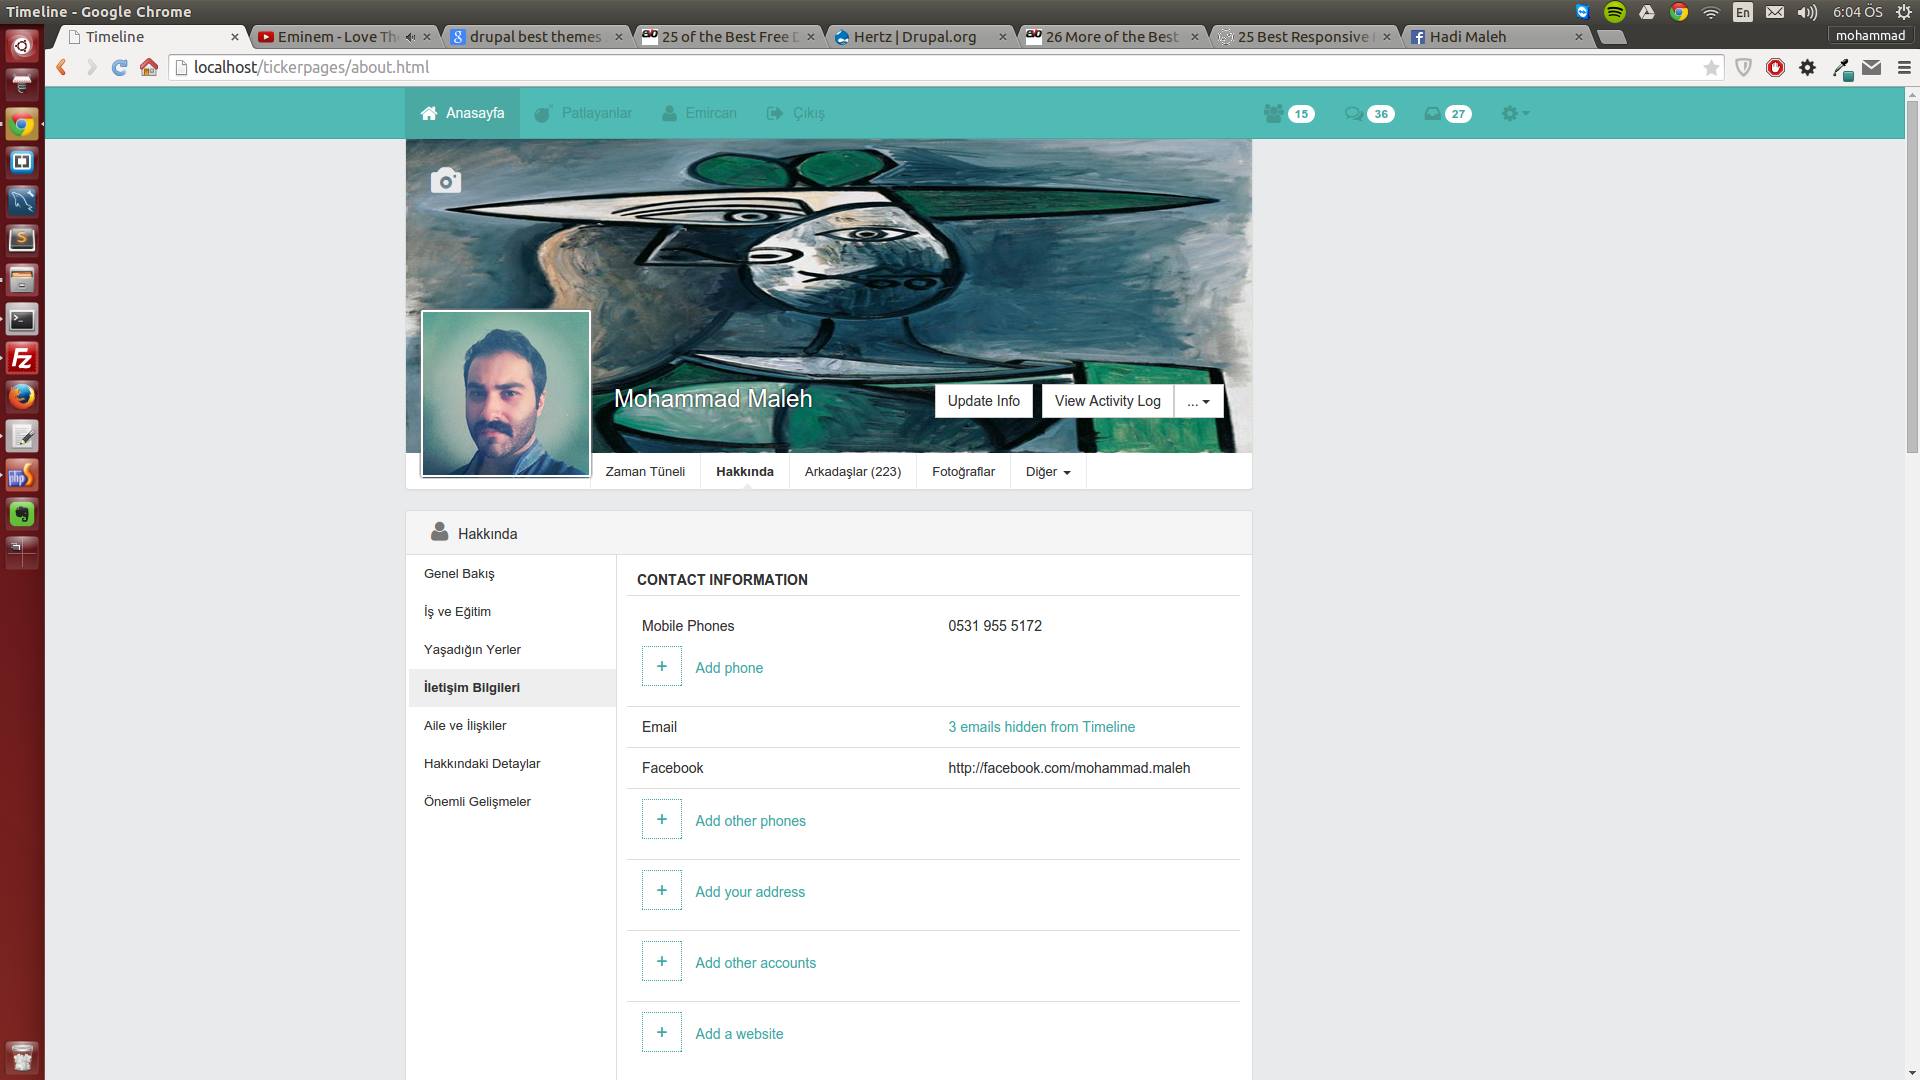 Timeline - Google Chrome
En
6:04 ÖS
mohammad
Timeline
Eminem - Love The
drupal best themes
25 of the Best Free D
Hertz | Drupal.org
26 More of the Best
25 Best Responsive
Hadi Maleh
localhost/tickerpages/about.html
Anasayfa
Patlayanlar
Emircan
Çıkış
15
36
27
Mohammad Maleh
Update Info
View Activity Log
...
Zaman Tüneli
Hakkında
Arkadaşlar (223)
Fotoğraflar
Diğer
Hakkında
Genel Bakış
İş ve Eğitim
Yaşadığın Yerler
İletişim Bilgileri
Aile ve İlişkiler
Hakkındaki Detaylar
Önemli Gelişmeler
CONTACT INFORMATION
Mobile Phones
0531 955 5172
+ Add phone
Email
3 emails hidden from Timeline
Facebook
http://facebook.com/mohammad.maleh
+ Add other phones
+ Add your address
+ Add other accounts
+ Add a website